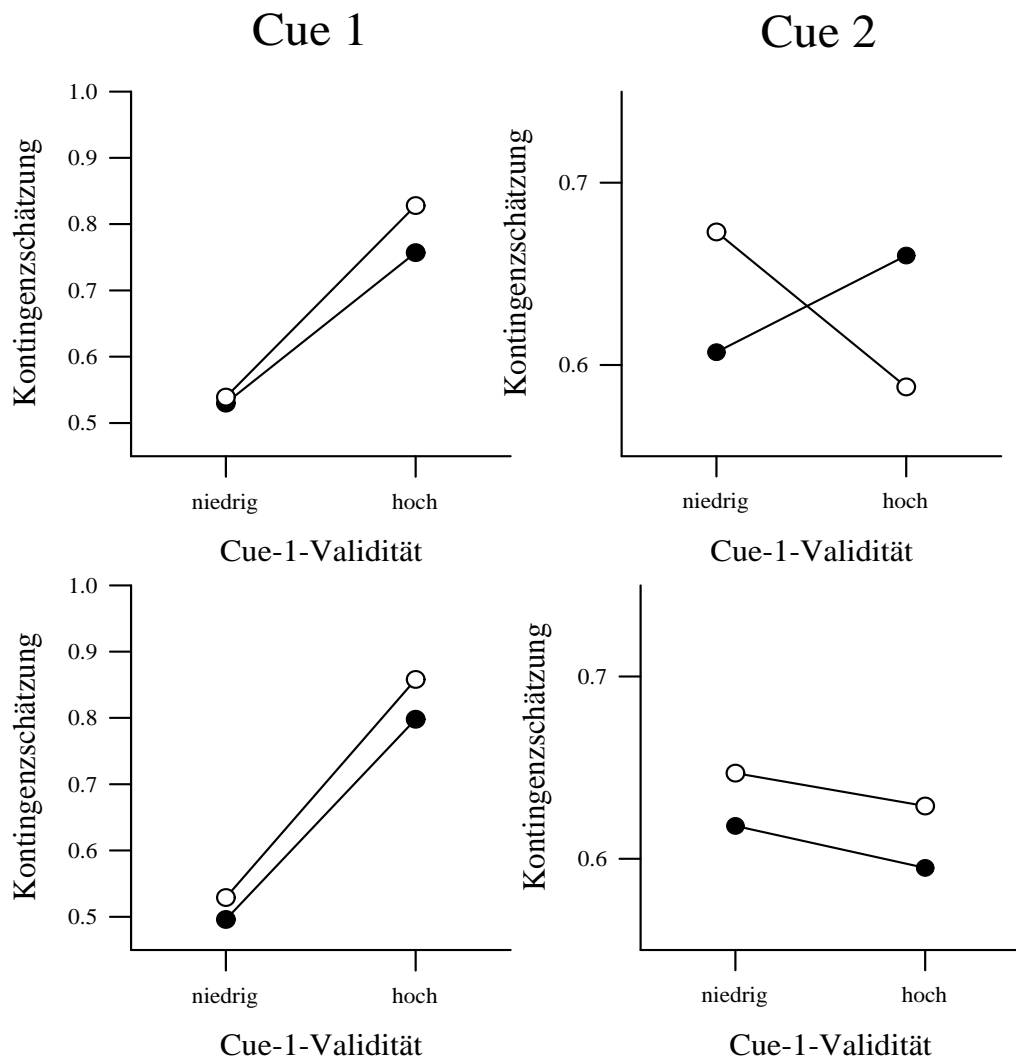 Cue 1
Cue 2
Kontingenzschätzung
1.0
0.9
0.8
0.7
0.6
0.5
niedrig
hoch
Cue-1-Validität
Kontingenzschätzung
0.7
0.6
niedrig
hoch
Cue-1-Validität
Kontingenzschätzung
1.0
0.9
0.8
0.7
0.6
0.5
niedrig
hoch
Cue-1-Validität
Kontingenzschätzung
0.7
0.6
niedrig
hoch
Cue-1-Validität